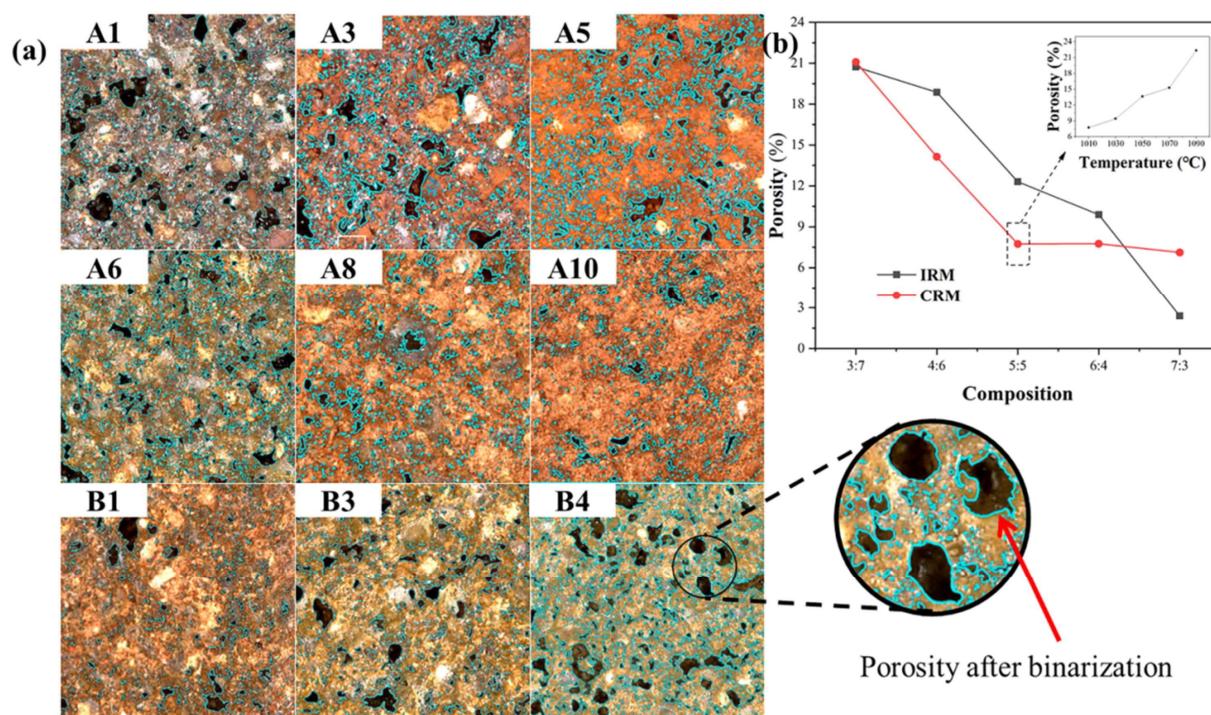 (a)
A1
A3
A5
A6
A8
A10
B1
B3
B4
(b)
Porosity (%)
24
21
18
15
12
9
6
3
0
3:7
4:6
5:5
6:4
7:3
Composition
IRM
CRM
Porosity (%)
24
21
18
15
12
9
6
1010
1030
1050
1070
1090
Temperature (°C)
Porosity after binarization